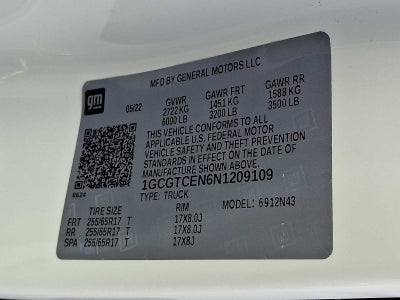 MFD BY GENERAL MOTORS LLC
gm
05/22 GVWR GAWR FRT GAWR RR
2722 KG 1451 KG 1588 KG
6000 LB 3200 LB 3500 LB
THIS VEHICLE CONFORMS TO ALL
APPLICABLE U.S. FEDERAL MOTOR
VEHICLE SAFETY AND THEFT PREVENTION
STANDARDS IN EFFECT ON THE DATE OF
MANUFACTURE SHOWN ABOVE.
1GCGTCEN6N1209109
TYPE: TRUCK MODEL: 6912N43
TIRE SIZE RIM
FRT 255/65R17 T 17X8.0J
RR 255/65R17 T 17X8.0J
SPA 255/65R17 T 17X8J